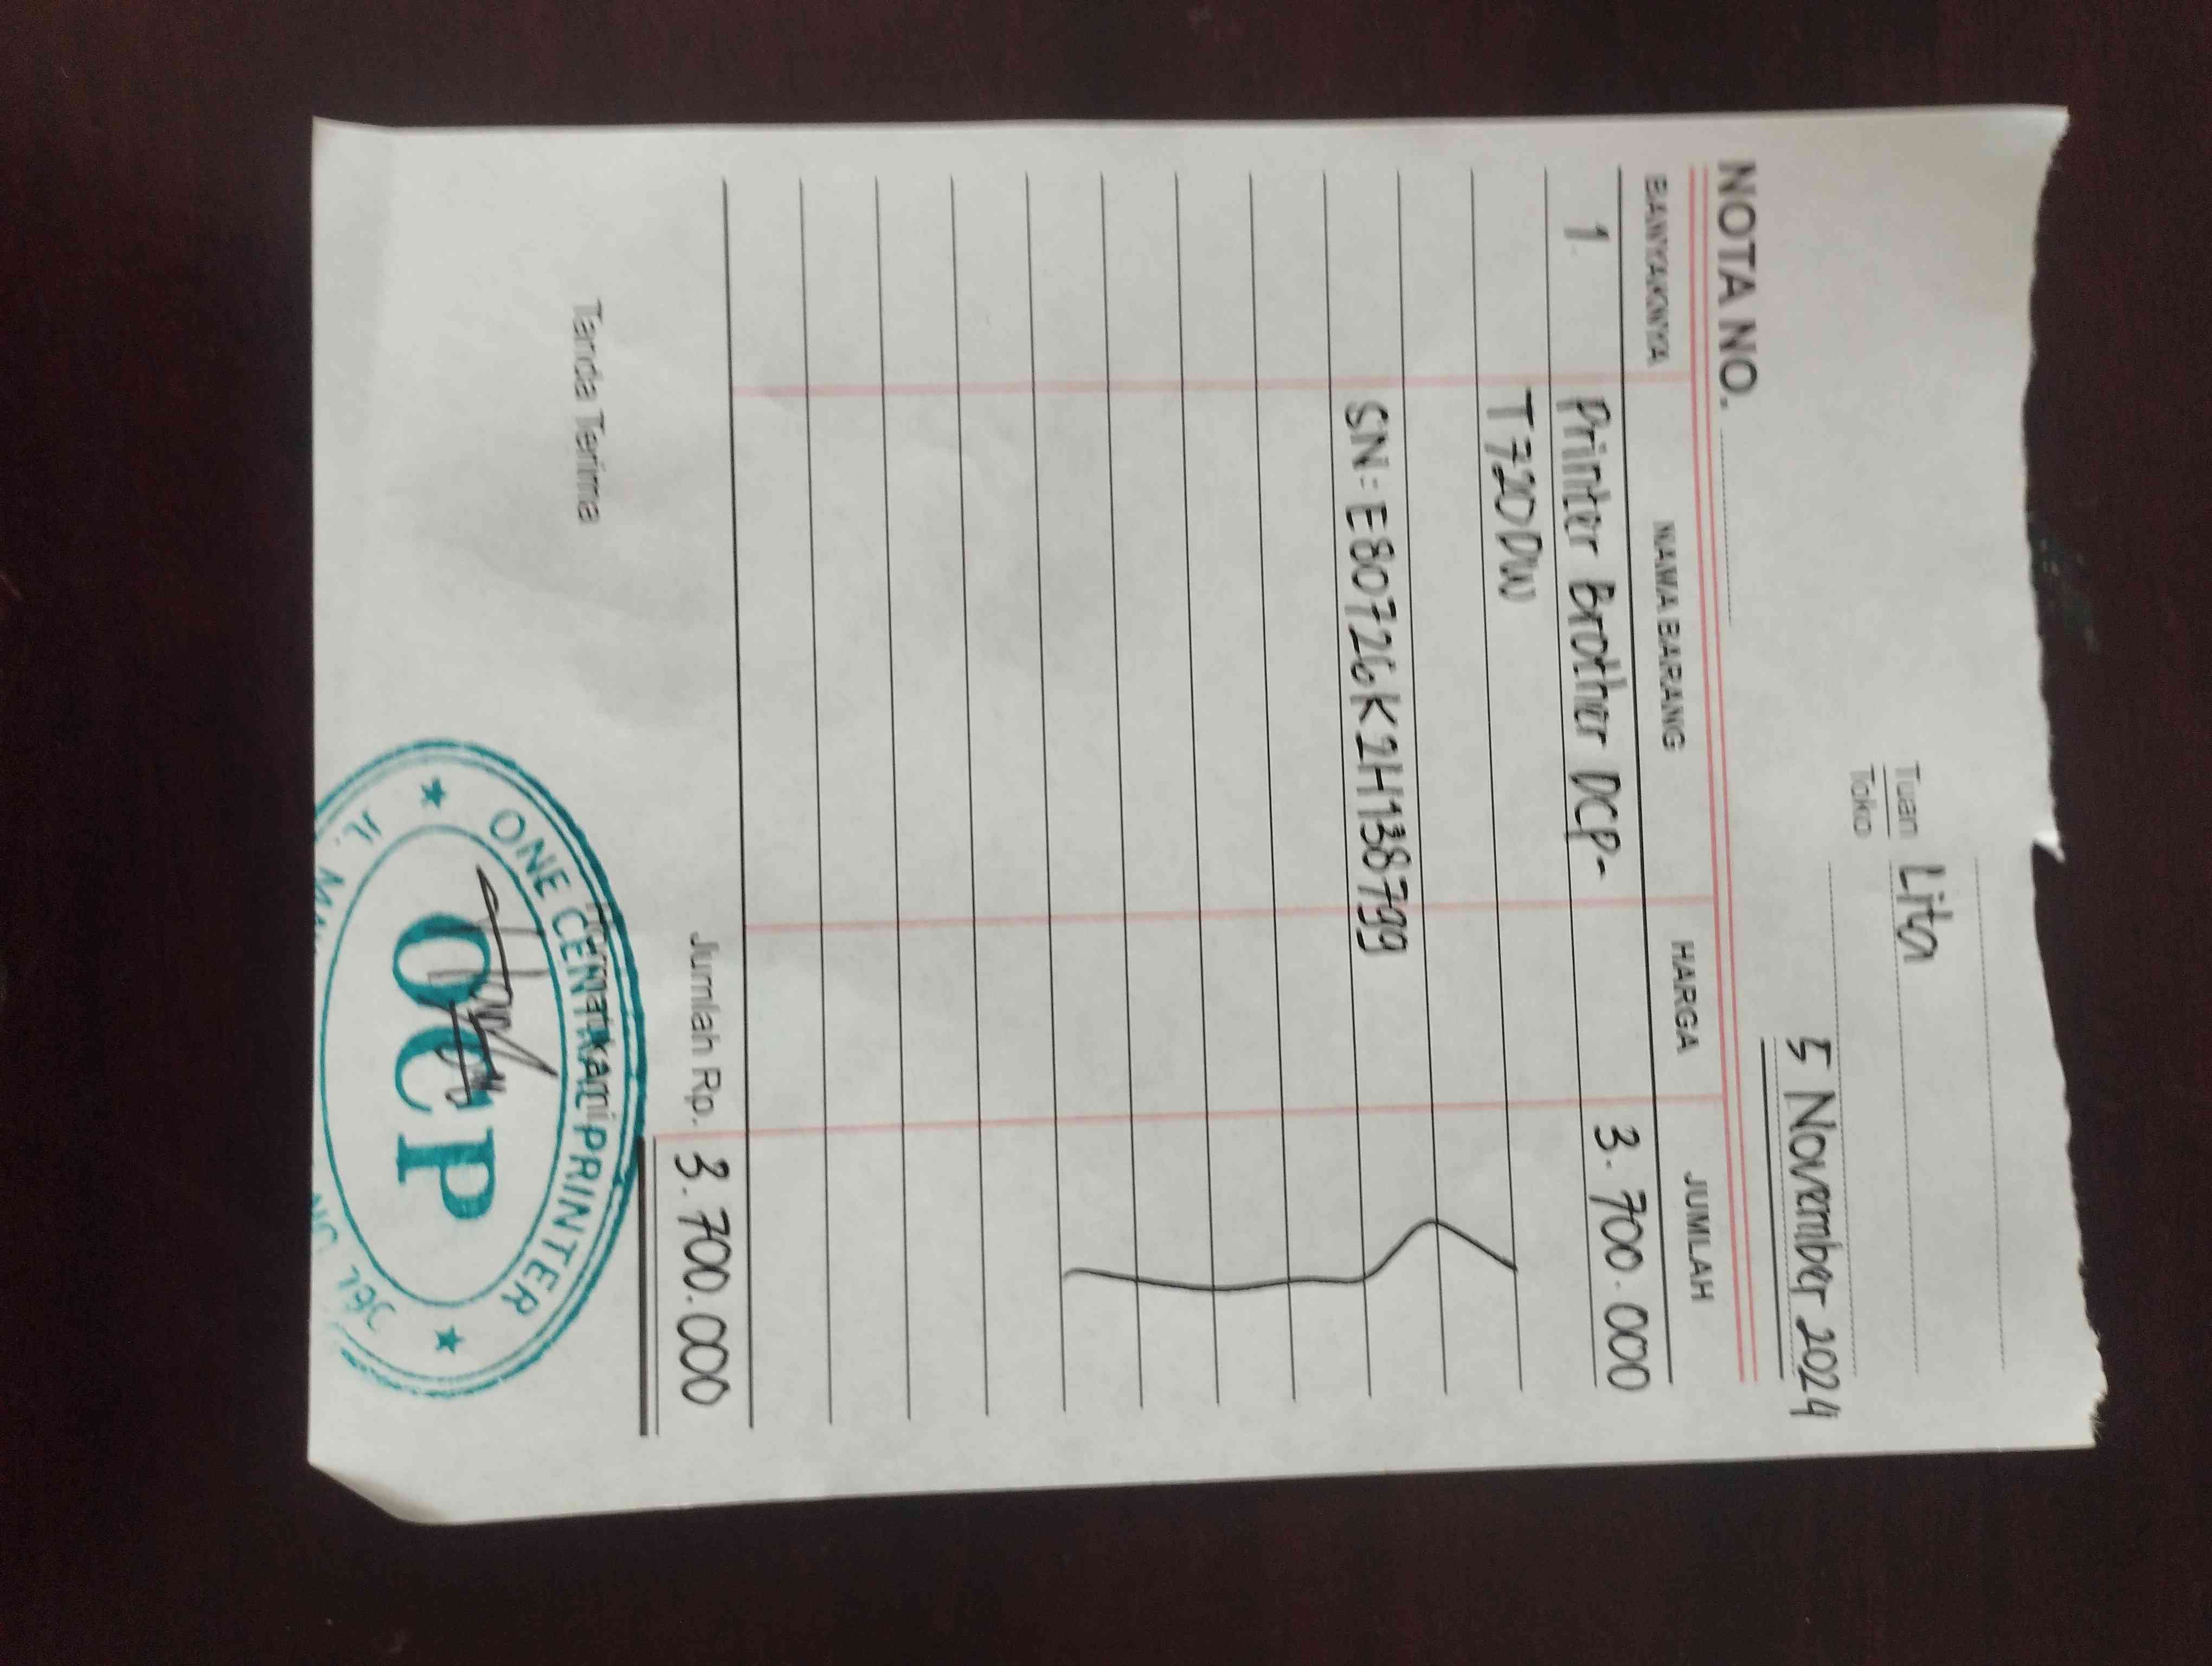 Tuan Lita
Toko
5 November 2024
NOTA NO.
BANYAKNYA NAMA BARANG HARGA JUMLAH
1 Printer Brother DCP- 3.700.000
T720DW
SN: E80726K2H138799
Jumlah Rp. 3.700.000
Tanda Terima
Hormat kami
ONE CENTRAL PRINTER
OCP
JL.